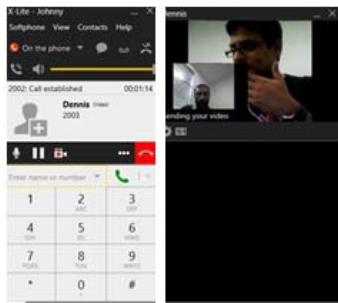 X-Lite - Johnny
Softphone View Contacts Help
On the phone
2002: Call established 00:01:14
Dennis
2003
Enter name or number
1
2
ABC
3
DEF
4
GHI
5
JKL
6
MNO
7
PQRS
8
TUV
9
WXYZ
*
0
#
Dennis
ending your video